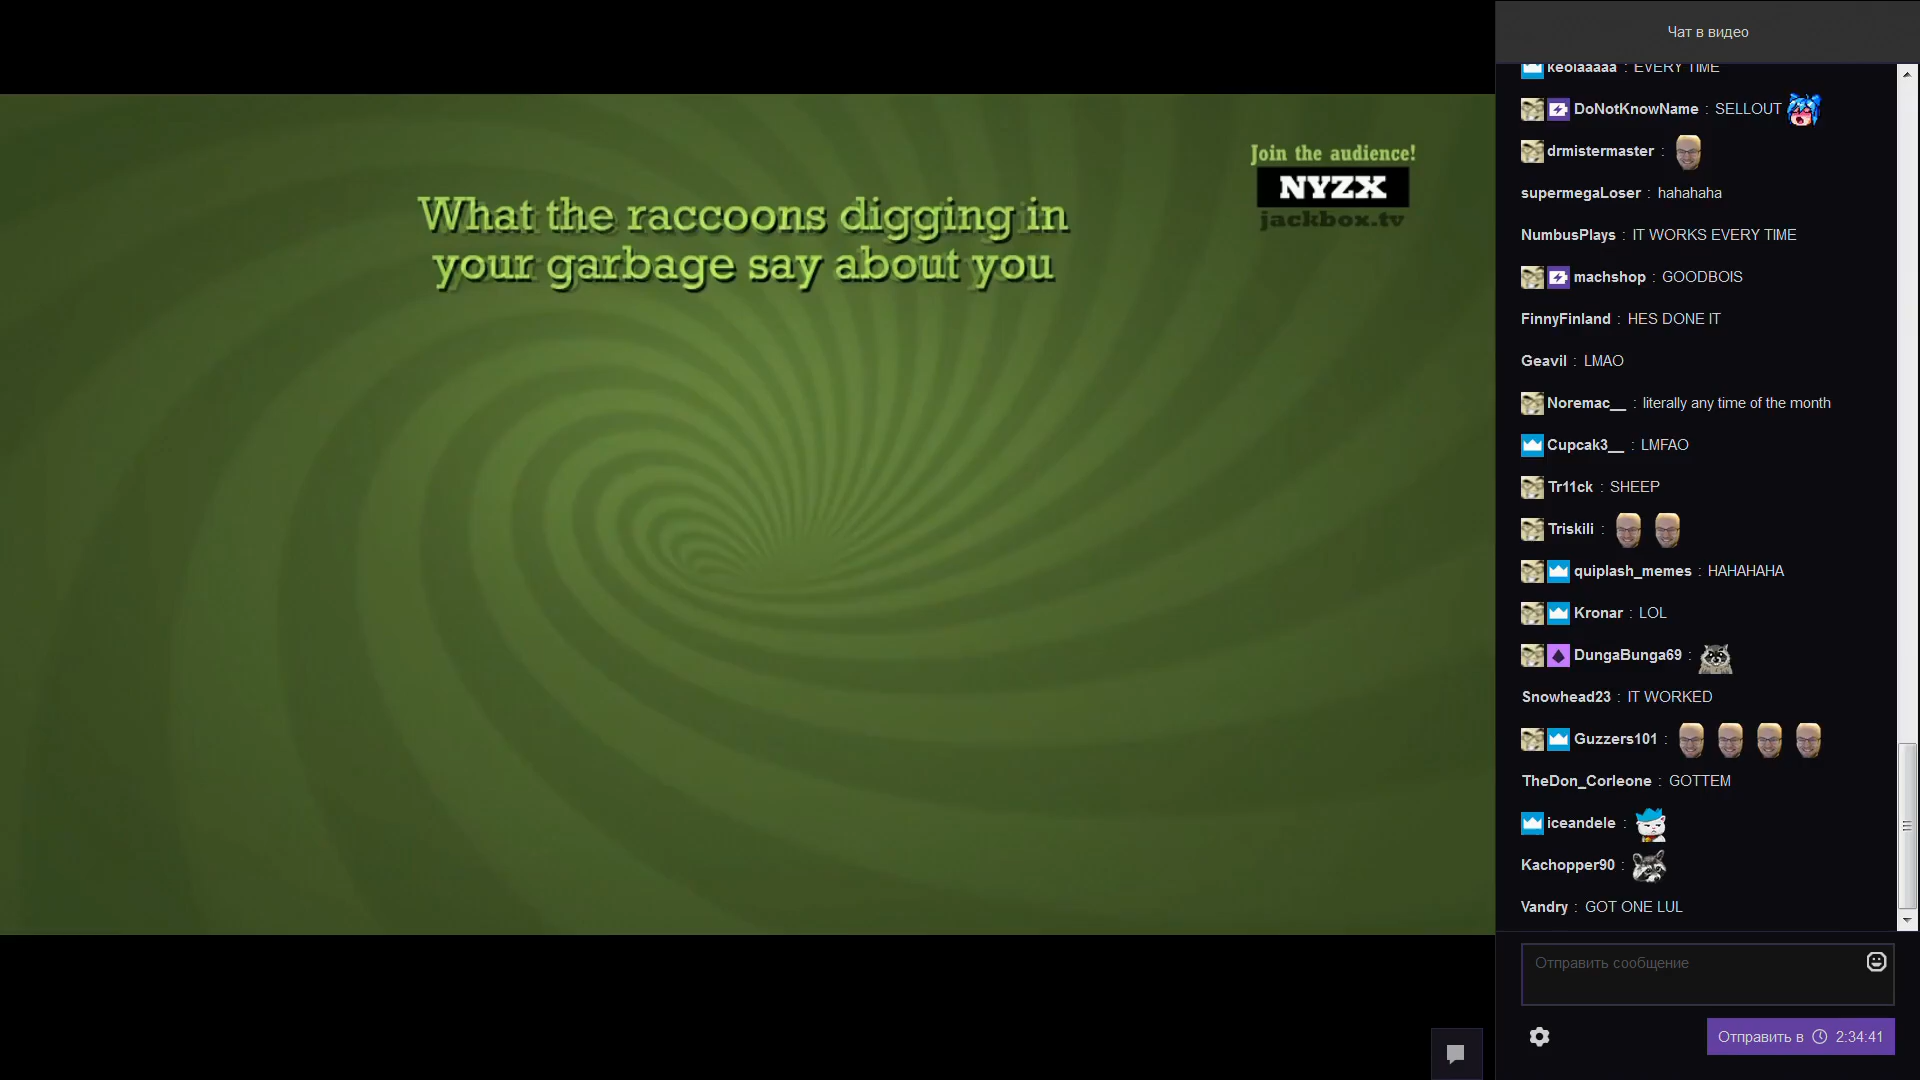 What the raccoons digging in
your garbage say about you
Join the audience!
NYZX
jackbox.tv
Чат в видео
keolaaaaa : EVERY TIME
DoNotKnowName : SELLOUT
drmistermaster :
supermegaLoser : hahahaha
NumbusPlays : IT WORKS EVERY TIME
machshop : GOODBOIS
FinnyFinland : HES DONE IT
Geavil : LMAO
Noremac__ : literally any time of the month
Cupcak3__ : LMFAO
Tr11ck : SHEEP
Triskili :
quiplash_memes : HAHAHAHA
Kronar : LOL
DungaBunga69 :
Snowhead23 : IT WORKED
Guzzers101 :
TheDon_Corleone : GOTTEM
iceandele :
Kachopper90 :
Vandry : GOT ONE LUL
Отправить сообщение
Отправить в 2:34:41